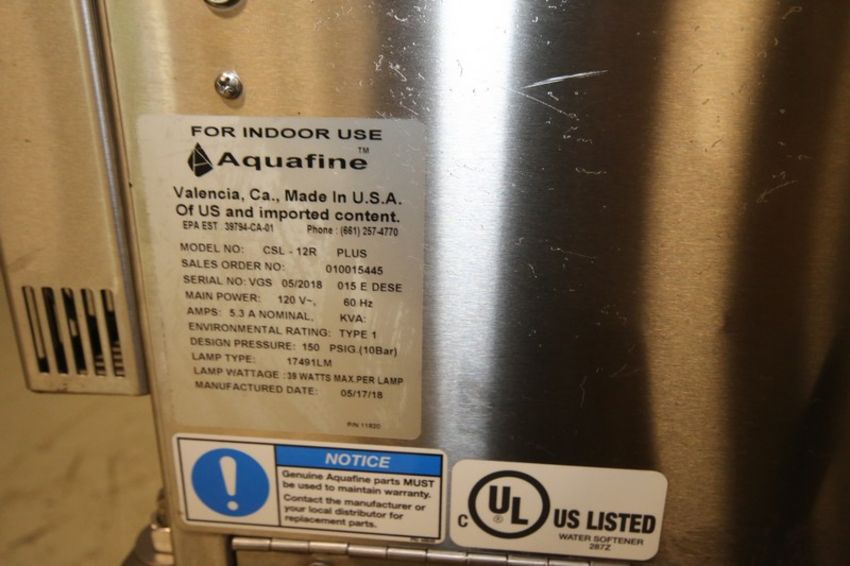 FOR INDOOR USE
Aquafine™
Valencia, Ca., Made In U.S.A.
Of US and imported content.
EPA EST. 39794-CA-01 Phone: (661) 257-4770
MODEL NO: CSL - 12R PLUS
SALES ORDER NO: 010015445
SERIAL NO: VGS 05/2018 015 E DESE
MAIN POWER: 120 V~, 60 Hz
AMPS: 5.3 A NOMINAL, KVA:
ENVIRONMENTAL RATING: TYPE 1
DESIGN PRESSURE: 150 PSIG.(10Bar)
LAMP TYPE: 17491LM
LAMP WATTAGE :39 WATTS MAX.PER LAMP
MANUFACTURED DATE: 05/17/18
P/N 11820
NOTICE
Genuine Aquafine parts MUST
be used to maintain warranty.
Contact the manufacturer or
your local distributor for
replacement parts.
C UL ® US LISTED
WATER SOFTENER
287Z